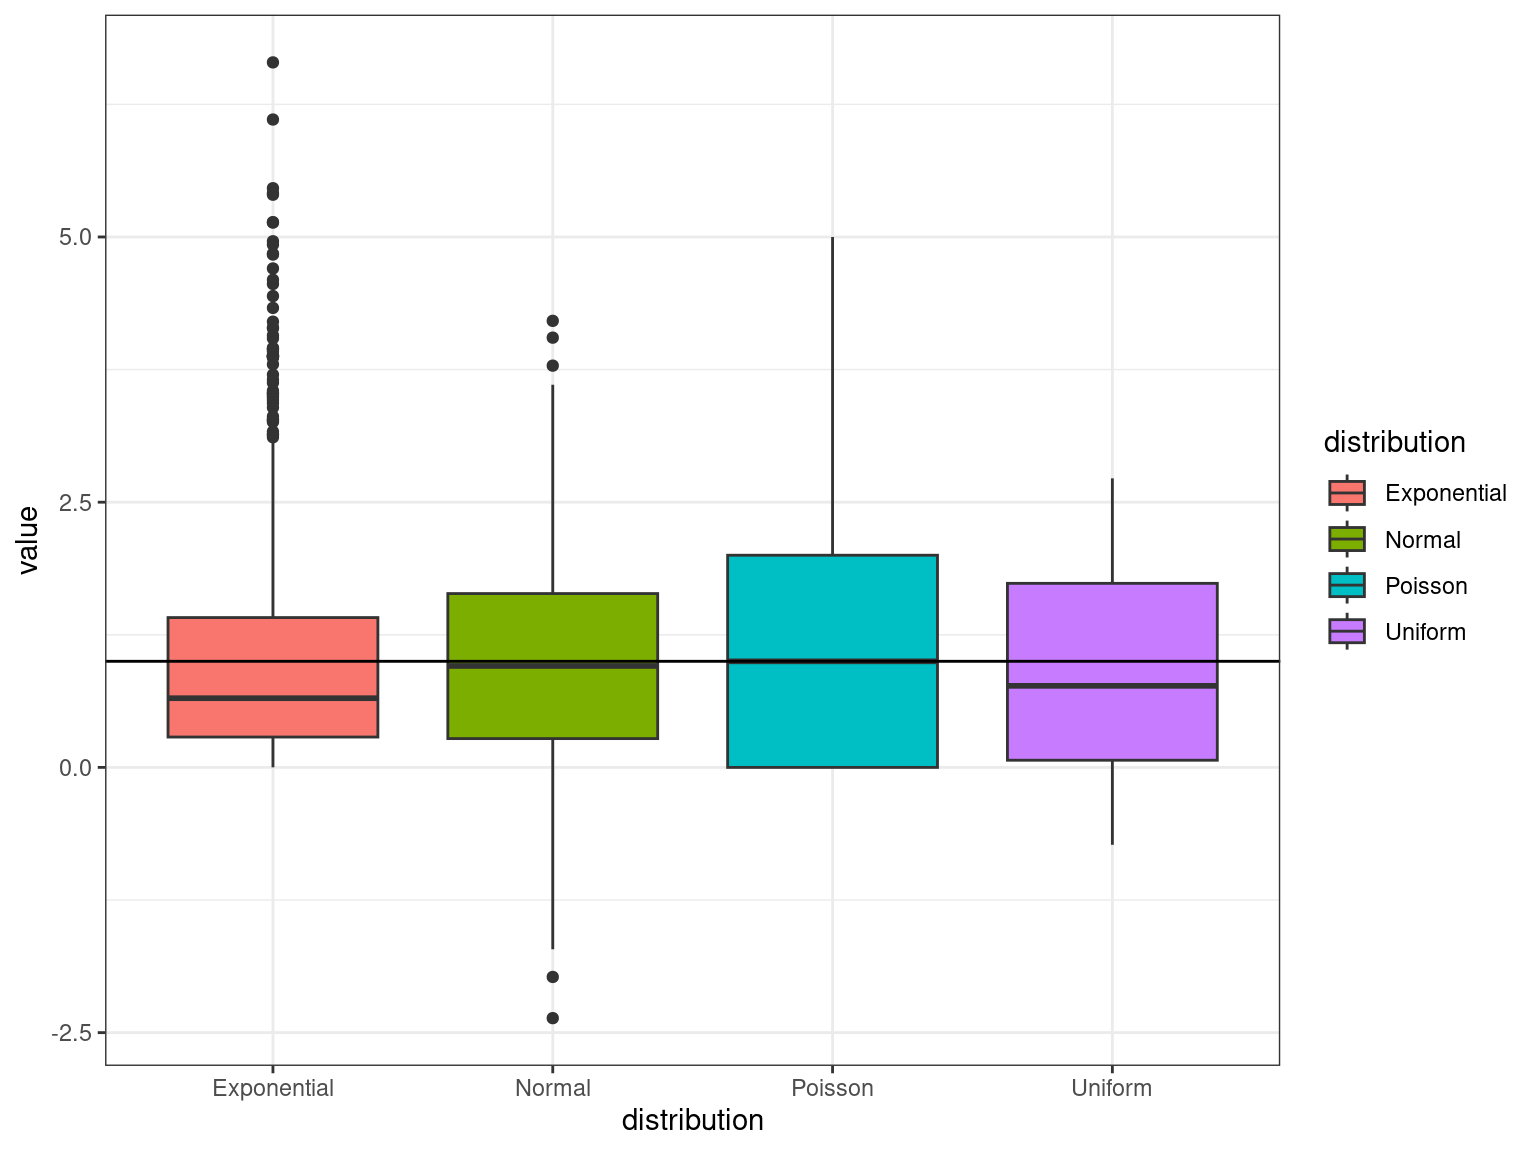 value
5.0
2.5
0.0
-2.5
Exponential
Normal
Poisson
Uniform
distribution
distribution
Exponential
Normal
Poisson
Uniform